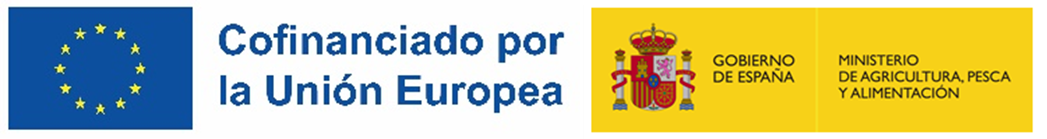 Cofinanciado por
la Unión Europea
GOBIERNO
DE ESPAÑA
MINISTERIO
DE AGRICULTURA, PESCA
Y ALIMENTACIÓN